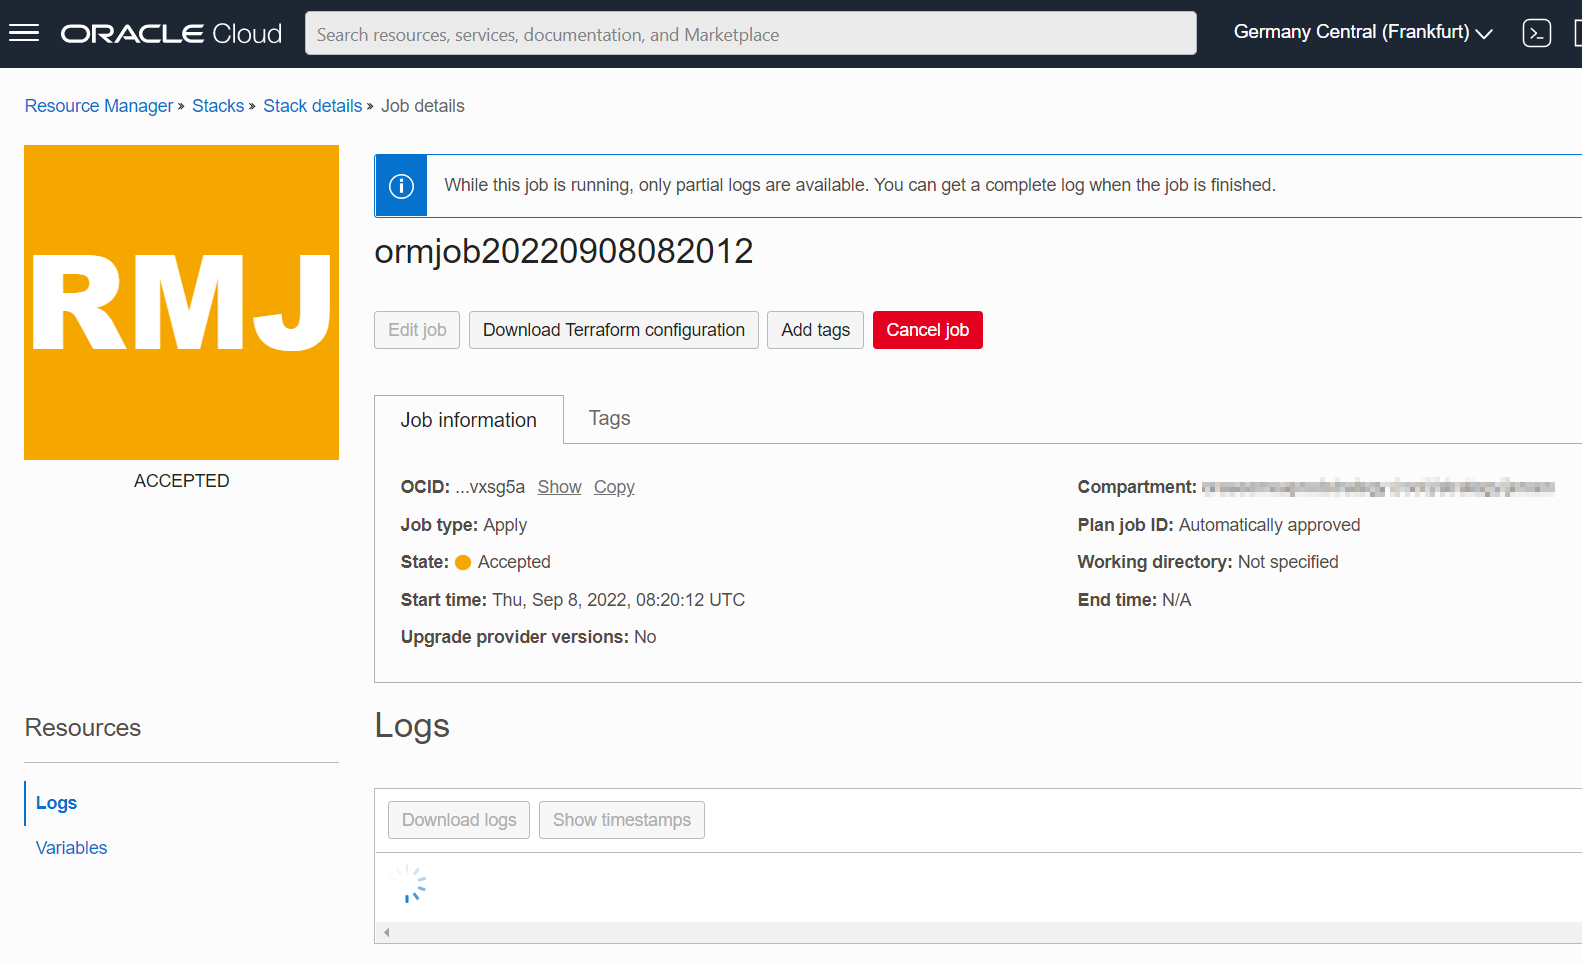 ORACLE Cloud
Search resources, services, documentation, and Marketplace
Germany Central (Frankfurt)
Resource Manager » Stacks » Stack details » Job details
RMJ
ACCEPTED
While this job is running, only partial logs are available. You can get a complete log when the job is finished.
ormjob20220908082012
Edit job
Download Terraform configuration
Add tags
Cancel job
Job information
Tags
OCID: ...vxsg5a Show Copy
Job type: Apply
State: Accepted
Start time: Thu, Sep 8, 2022, 08:20:12 UTC
Upgrade provider versions: No
Compartment:
Plan job ID: Automatically approved
Working directory: Not specified
End time: N/A
Resources
Logs
Variables
Logs
Download logs
Show timestamps